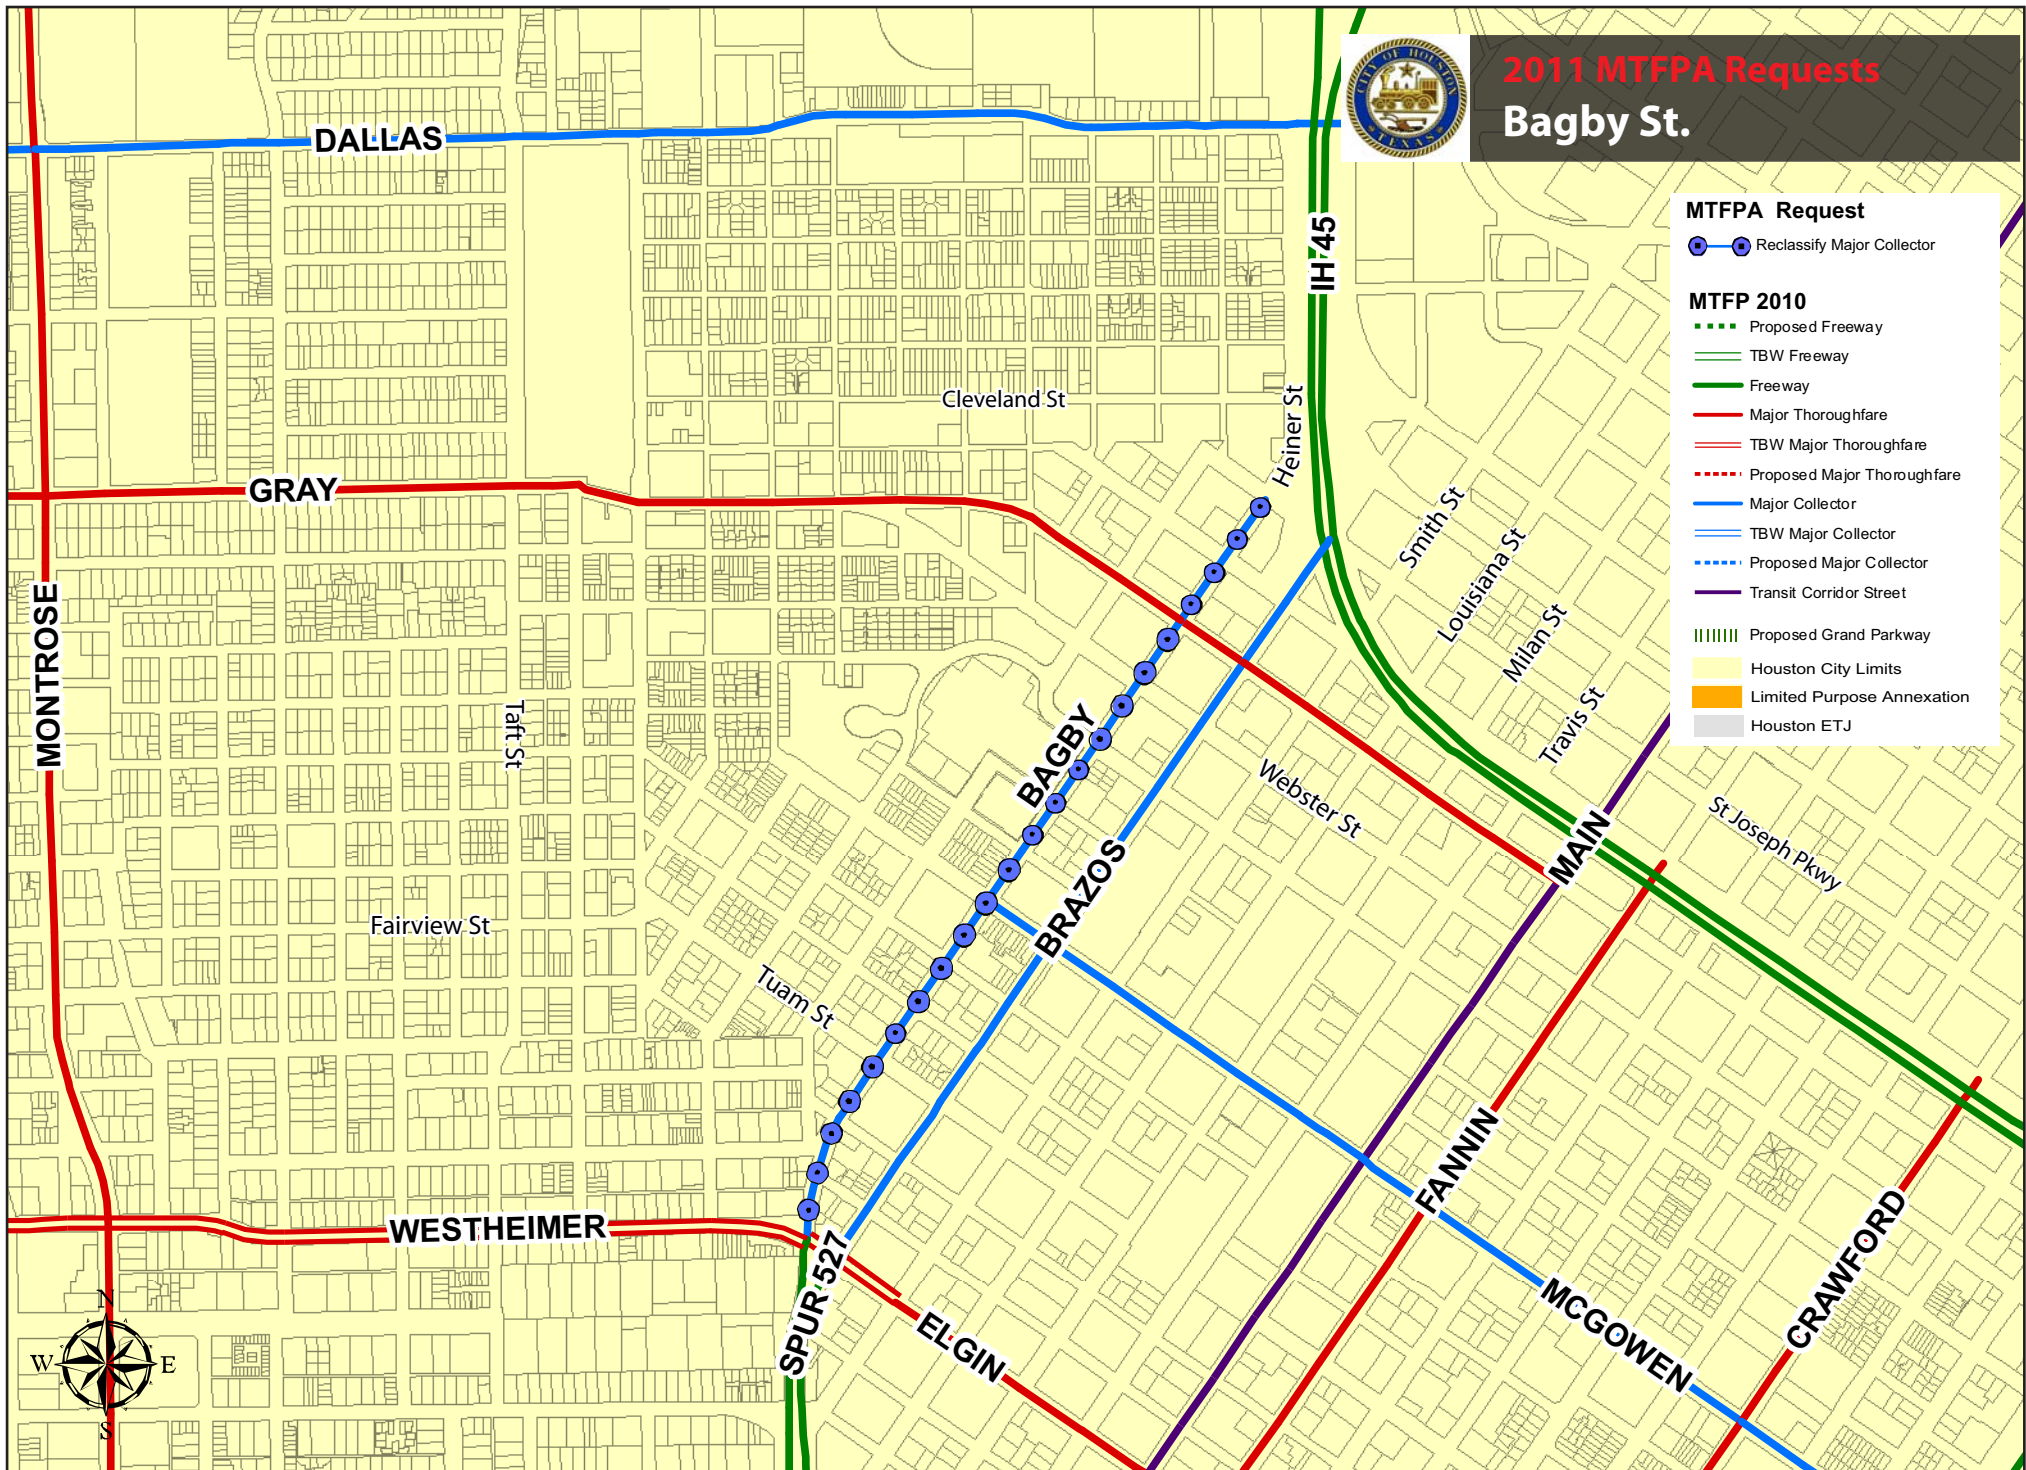 2011 MTFPA Requests
Bagby St.
CITY OF HOUSTON
TEXAS
MTFPA Request
Reclassify Major Collector
MTFP 2010
Proposed Freeway
TBW Freeway
Freeway
Major Thoroughfare
TBW Major Thoroughfare
Proposed Major Thoroughfare
Major Collector
TBW Major Collector
Proposed Major Collector
Transit Corridor Street
Proposed Grand Parkway
Houston City Limits
Limited Purpose Annexation
Houston ETJ
DALLAS
IH 45
Cleveland St
Heiner St
GRAY
Smith St
Louisiana St
Milan St
Travis St
MONTROSE
Taft St
BAGBY
Webster St
MAIN
St Joseph Pkwy
BRAZOS
Fairview St
Tuam St
FANNIN
WESTHEIMER
SPUR 527
ELGIN
MCGOWEN
CRAWFORD
N
W
E
S